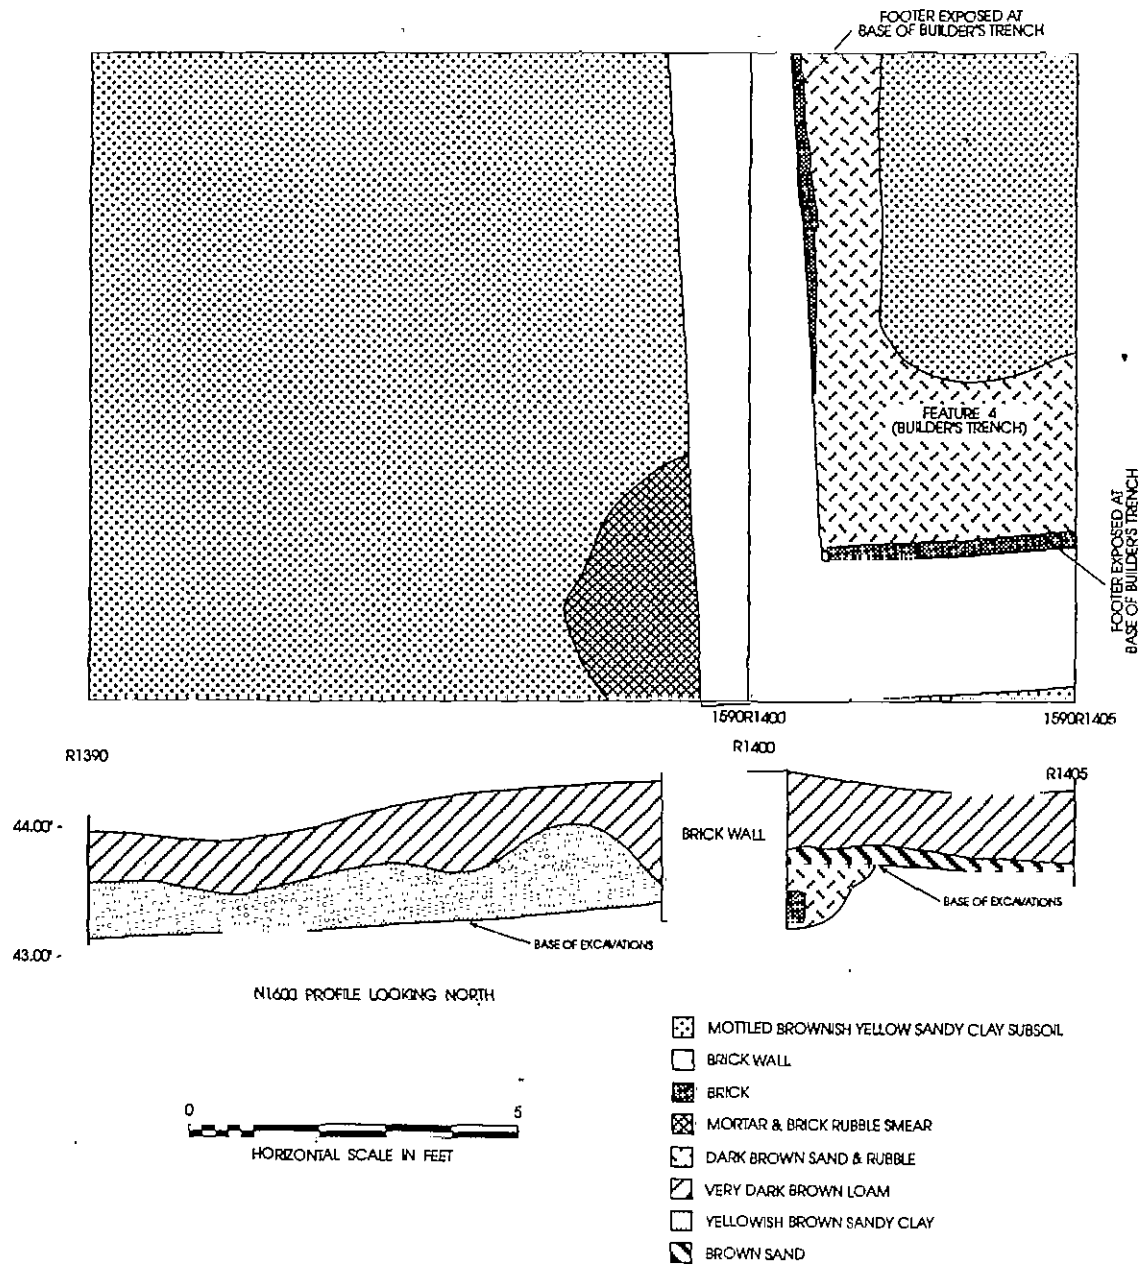 FOOTER EXPOSED AT
BASE OF BUILDER'S TRENCH
FEATURE 4
(BUILDER'S TRENCH)
FOOTER EXPOSED AT
BASE OF BUILDER'S TRENCH
1590R1400
1590R1405
R1390
R1400
R1405
44.00' -
BRICK WALL
BASE OF EXCAVATIONS
BASE OF EXCAVATIONS
43.00' -
N1600 PROFILE LOOKING NORTH
MOTTLED BROWNISH YELLOW SANDY CLAY SUBSOIL
BRICK WALL
BRICK
MORTAR & BRICK RUBBLE SMEAR
DARK BROWN SAND & RUBBLE
VERY DARK BROWN LOAM
YELLOWISH BROWN SANDY CLAY
BROWN SAND
0 5
HORIZONTAL SCALE IN FEET